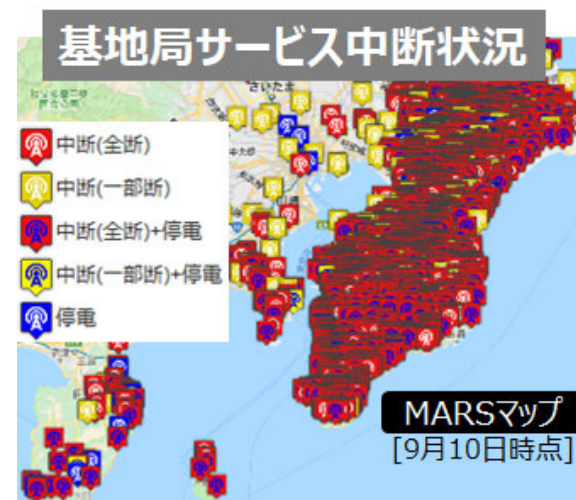 基地局サービス中断状況
さいたま
中断(全断)
中断(一部断)
中断(全断)+停電
中断(一部断)+停電
停電
MARSマップ
[9月10日時点]